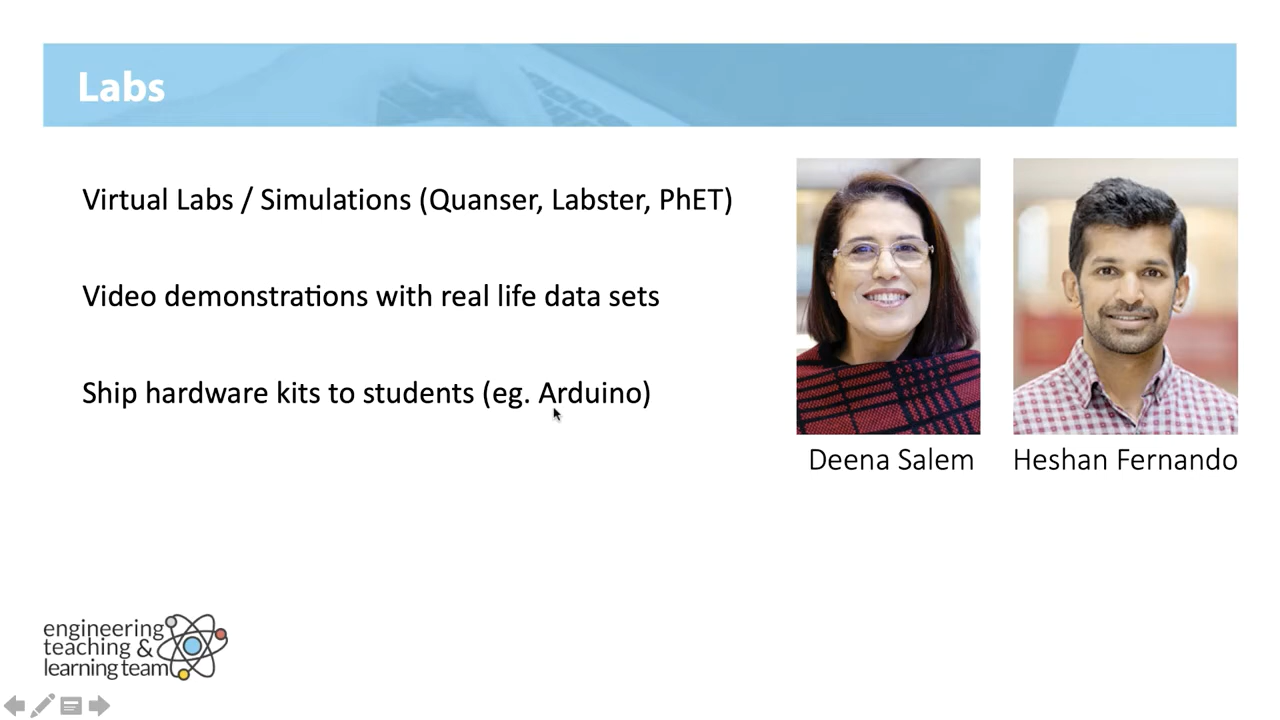 Labs
Virtual Labs / Simulations (Quanser, Labster, PhET)
Video demonstrations with real life data sets
Ship hardware kits to students (eg. Arduino)
Deena Salem
Heshan Fernando
engineering
teaching &
learning team